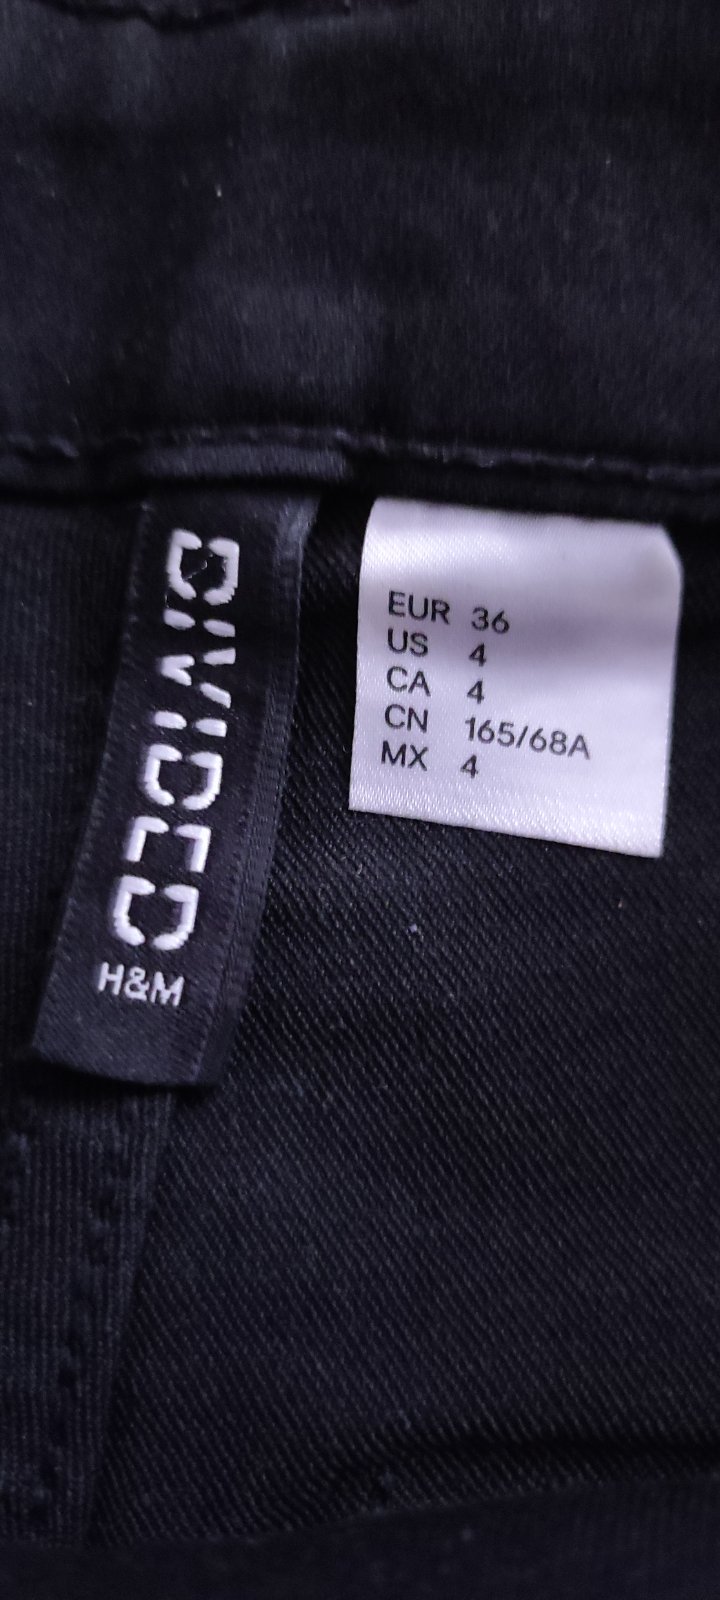 DIVIDED
H&M
EUR 36
US 4
CA 4
CN 165/68A
MX 4